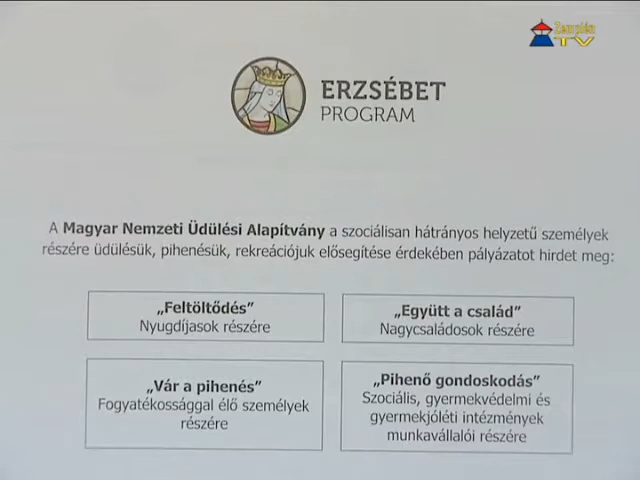 Zemplén
TV
ERZSÉBET
PROGRAM
A Magyar Nemzeti Üdülési Alapítvány a szociálisan hátrányos helyzetű személyek
részére üdülésük, pihenésük, rekreációjuk elősegítése érdekében pályázatot hirdet meg:
„Feltöltődés”
Nyugdíjasok részére
„Együtt a család”
Nagycsaládosok részére
„Vár a pihenés”
Fogyatékossággal élő személyek
részére
„Pihenő gondoskodás”
Szociális, gyermekvédelmi és
gyermekjóléti intézmények
munkavállalói részére